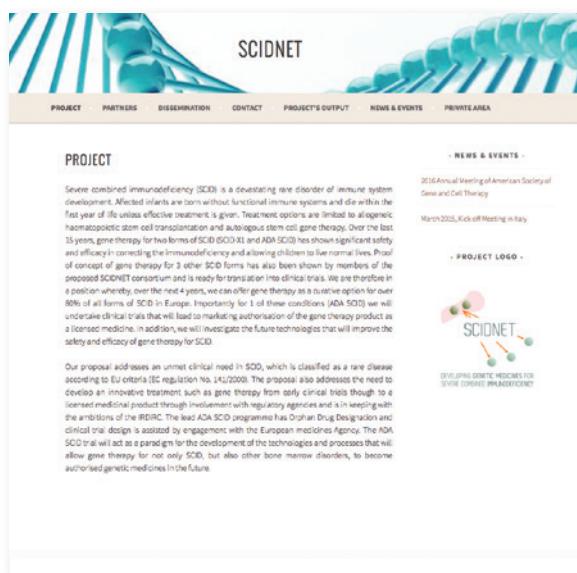 SCIDNET
PROJECT
PARTNERS
DISSEMINATION
CONTACT
PROJECT'S OUTPUT
NEWS & EVENTS
PRIVATE AREA
PROJECT
Severe combined immunodeficiency (SCID) is a devastating rare disorder of immune system
development. Affected infants are born without functional immune systems and die within the
first year of life unless effective treatment is given. Treatment options are limited to allogeneic
haematopoietic stem cell transplantation and autologous stem cell gene therapy. Over the last
15 years, gene therapy for two forms of SCID (SCID-X1 and ADA SCID) has shown significant safety
and efficacy in correcting the immunodeficiency and allowing children to live normal lives. Proof
of concept of gene therapy for 3 other SCID forms has also been shown by members of the
proposed SCIDNET consortium and is ready for translation into clinical trials. We are therefore in
a position whereby, over the next 4 years, we can offer gene therapy as a curative option for over
80% of all forms of SCID in Europe. Importantly for 1 of these conditions (ADA SCID) we will
undertake clinical trials that will lead to marketing authorisation of the gene therapy product as
a licensed medicine. In addition, we will investigate the future technologies that will improve the
safety and efficacy of gene therapy for SCID.
Our proposal addresses an unmet clinical need in SCID, which is classified as a rare disease
according to EU criteria (EC regulation No. 141/2000). The proposal also addresses the need to
develop an innovative treatment such as gene therapy from early clinical trials though to a
licensed medicinal product through involvement with regulatory agencies and is in keeping with
the ambitions of the IRDiRC. The lead ADA SCID programme has Orphan Drug Designation and
clinical trial design is assisted by engagement with the European medicines Agency. The ADA
SCID trial will act as a paradigm for the development of the technologies and processes that will
allow gene therapy for not only SCID, but also other bone marrow disorders, to become
authorised genetic medicines in the future.
- NEWS & EVENTS -
2016 Annual Meeting of American Society of
Gene and Cell Therapy
March 2015, Kick off Meeting in Italy
- PROJECT LOGO -
SCIDNET
DEVELOPING GENETIC MEDICINES FOR
SEVERE COMBINED IMMUNODEFICIENCY